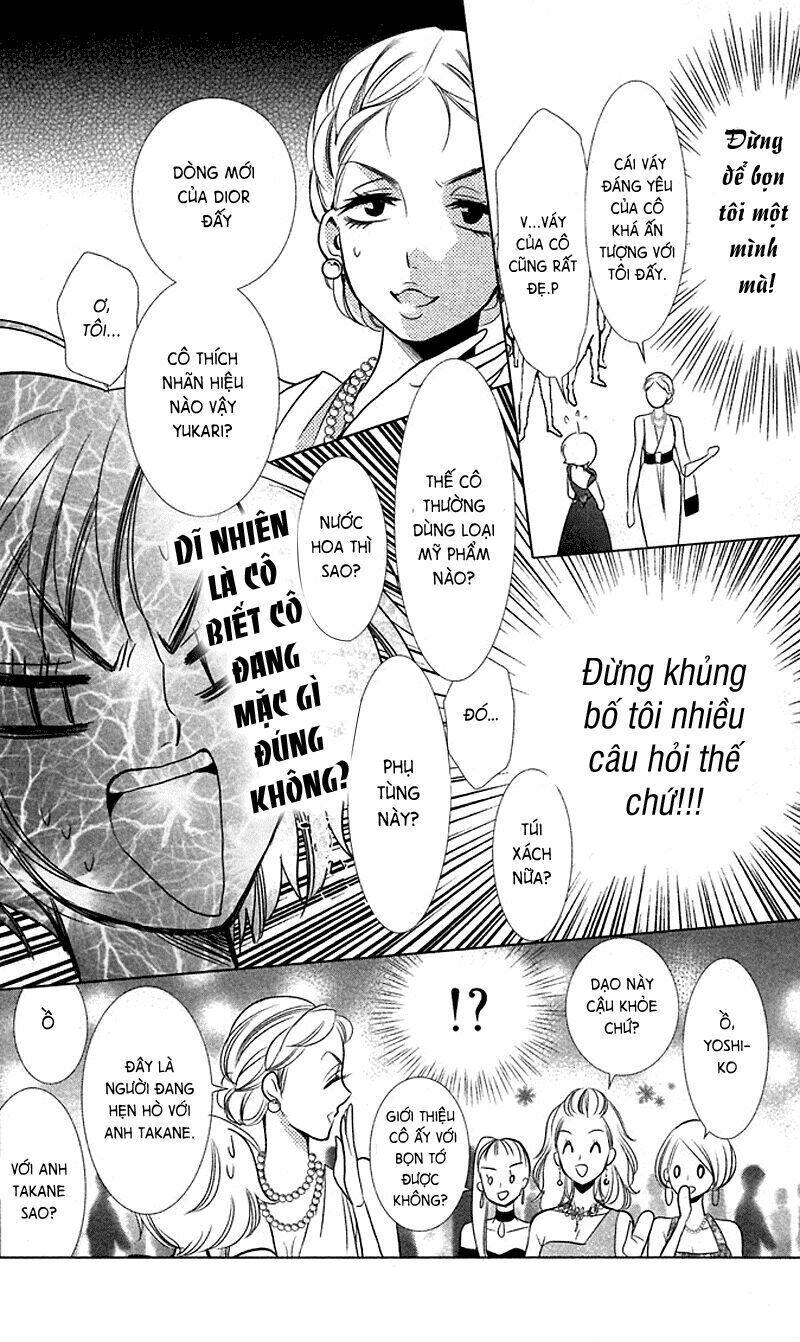 Đừng
để bọn
tôi một
mình
mà!
CÁI VÁY
ĐÁNG YÊU
CỦA CÔ
KHÁ ẤN
TƯỢNG VỚI
TÔI ĐẤY.
V...VÁY
CỦA CÔ
CŨNG RẤT
ĐẸ.P
DÒNG MỚI
CỦA DIOR
ĐẤY
CÔ THÍCH
NHÃN HIỆU
NÀO VẬY
YUKARI?
Ơ,
TÔI...
THẾ CÔ
THƯỜNG
DÙNG LOẠI
MỸ PHẨM
NÀO?
NƯỚC
HOA THÌ
SAO?
DĨ NHIÊN
LÀ CÔ
BIẾT CÔ
ĐANG
MẶC GÌ
ĐÚNG
KHÔNG?
Đừng khủng
bố tôi nhiều
câu hỏi thế
chứ!!!
ĐÓ...
PHỤ
TÙNG
NÀY?
TÚI
XÁCH
NỮA?
Ồ,
YOSHI-
KO
DẠO NÀY
CẬU KHỎE
CHỨ?
!?
GIỚI THIỆU
CÔ ẤY VỚI
BỌN TỚ
ĐƯỢC
KHÔNG?
ĐÂY LÀ
NGƯỜI ĐANG
HẸN HÒ VỚI
ANH TAKANE.
Ồ
VỚI ANH
TAKANE
SAO?